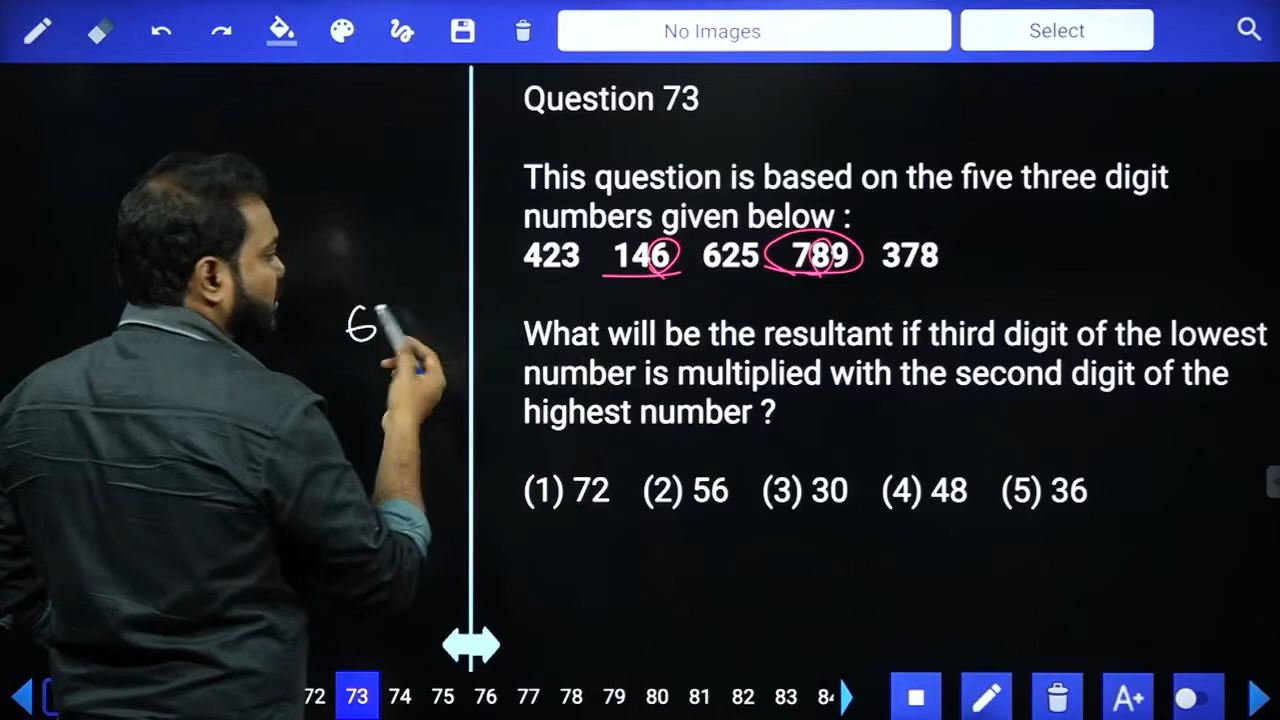 No Images Select
Question 73
This question is based on the five three digit
numbers given below :
423 146 625 789 378
6
What will be the resultant if third digit of the lowest
number is multiplied with the second digit of the
highest number ?
(1) 72 (2) 56 (3) 30 (4) 48 (5) 36
72 73 74 75 76 77 78 79 80 81 82 83 A+